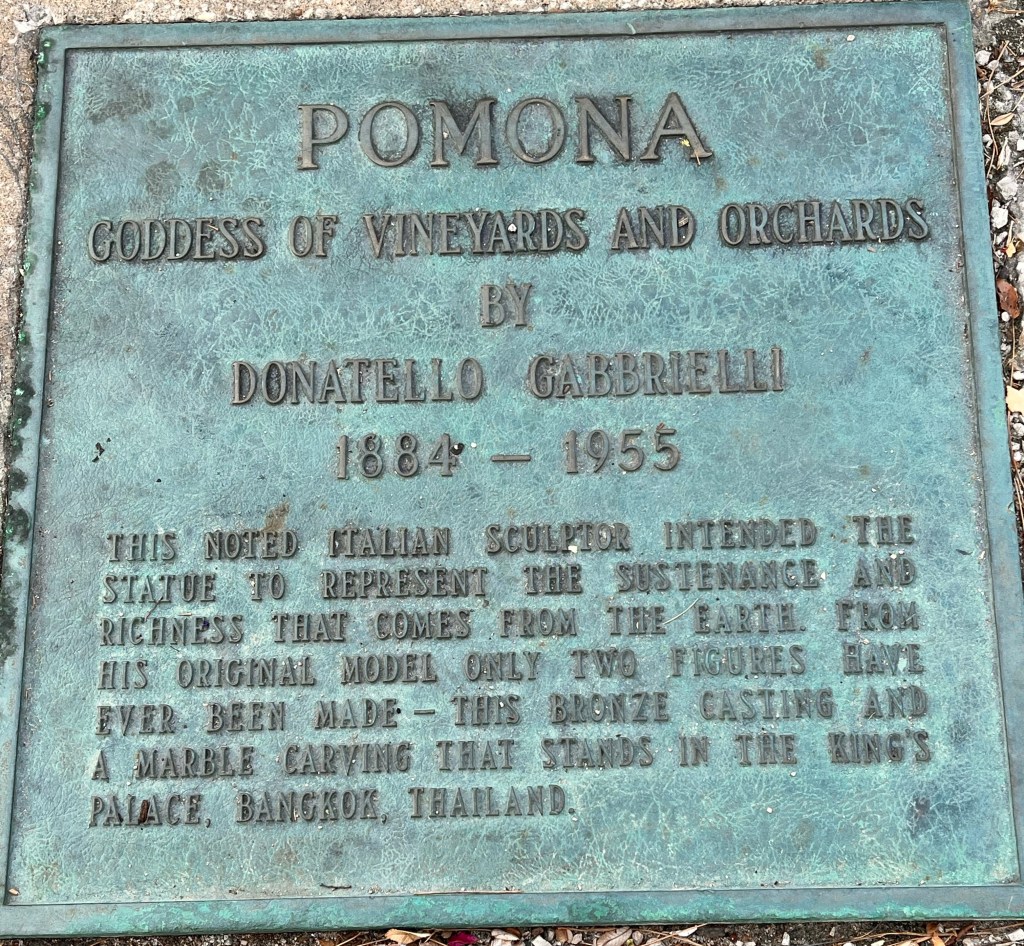 POMONA
GODDESS OF VINEYARDS AND ORCHARDS
BY
DONATELLO GABBRIELLI
1884 – 1955
THIS NOTED ITALIAN SCULPTOR INTENDED THE
STATUE TO REPRESENT THE SUSTENANCE AND
RICHNESS THAT COMES FROM THE EARTH. FROM
HIS ORIGINAL MODEL ONLY TWO FIGURES HAVE
EVER BEEN MADE – THIS BRONZE CASTING AND
A MARBLE CARVING THAT STANDS IN THE KING'S
PALACE, BANGKOK, THAILAND.